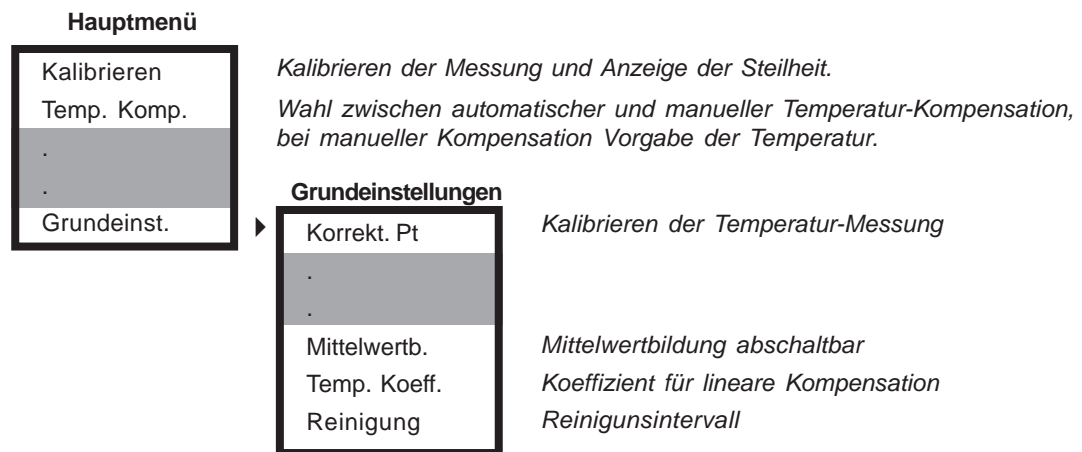 Hauptmenü
Kalibrieren
Kalibrieren der Messung und Anzeige der Steilheit.
Temp. Komp.
Wahl zwischen automatischer und manueller Temperatur-Kompensation,
bei manueller Kompensation Vorgabe der Temperatur.
.
.
Grundeinst.
Grundeinstellungen
Korrekt. Pt
Kalibrieren der Temperatur-Messung
.
.
Mittelwertb.
Mittelwertbildung abschaltbar
Temp. Koeff.
Koeffizient für lineare Kompensation
Reinigung
Reinigunsintervall